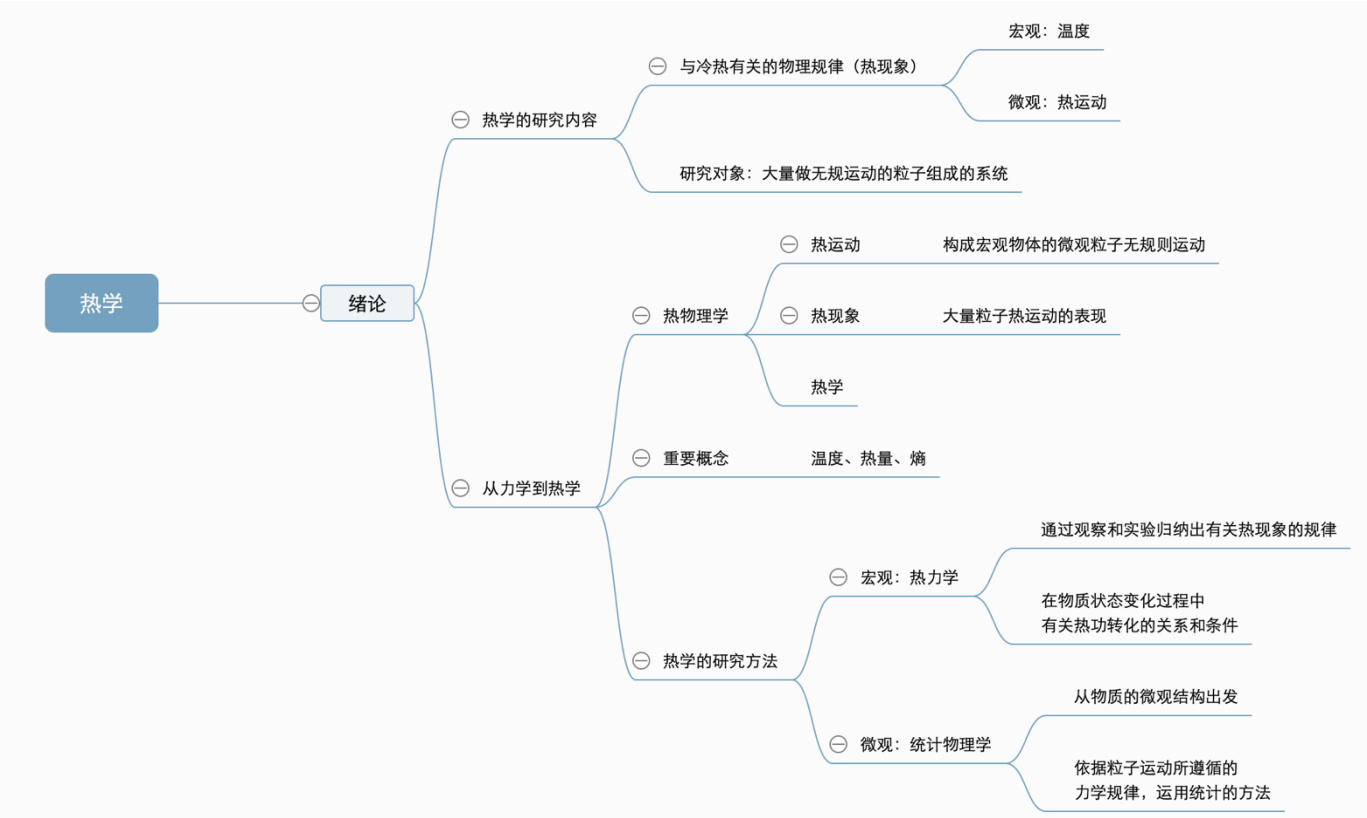 热学
绪论
热学的研究内容
与冷热有关的物理规律（热现象）
宏观：温度
微观：热运动
研究对象：大量做无规运动的粒子组成的系统
从力学到热学
热物理学
热运动
构成宏观物体的微观粒子无规则运动
热现象
大量粒子热运动的表现
热学
重要概念
温度、热量、熵
热学的研究方法
宏观：热力学
通过观察和实验归纳出有关热现象的规律
在物质状态变化过程中
有关热功转化的关系和条件
微观：统计物理学
从物质的微观结构出发
依据粒子运动所遵循的
力学规律，运用统计的方法